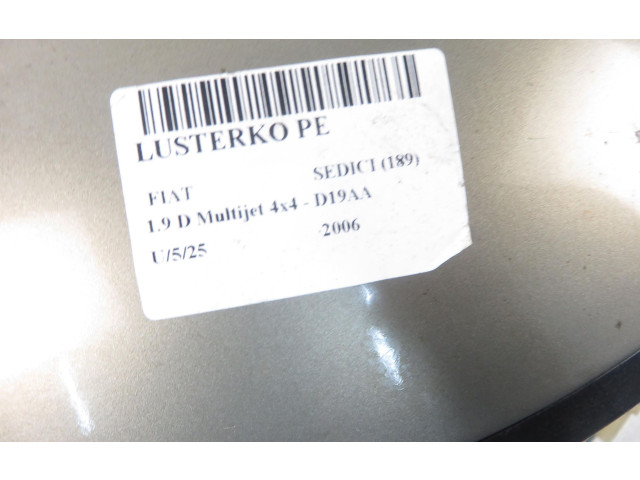 LUSTERKO PE
FIAT SEDICI (189)
1.9 D Multijet 4x4 - D19AA
U/5/25 2006